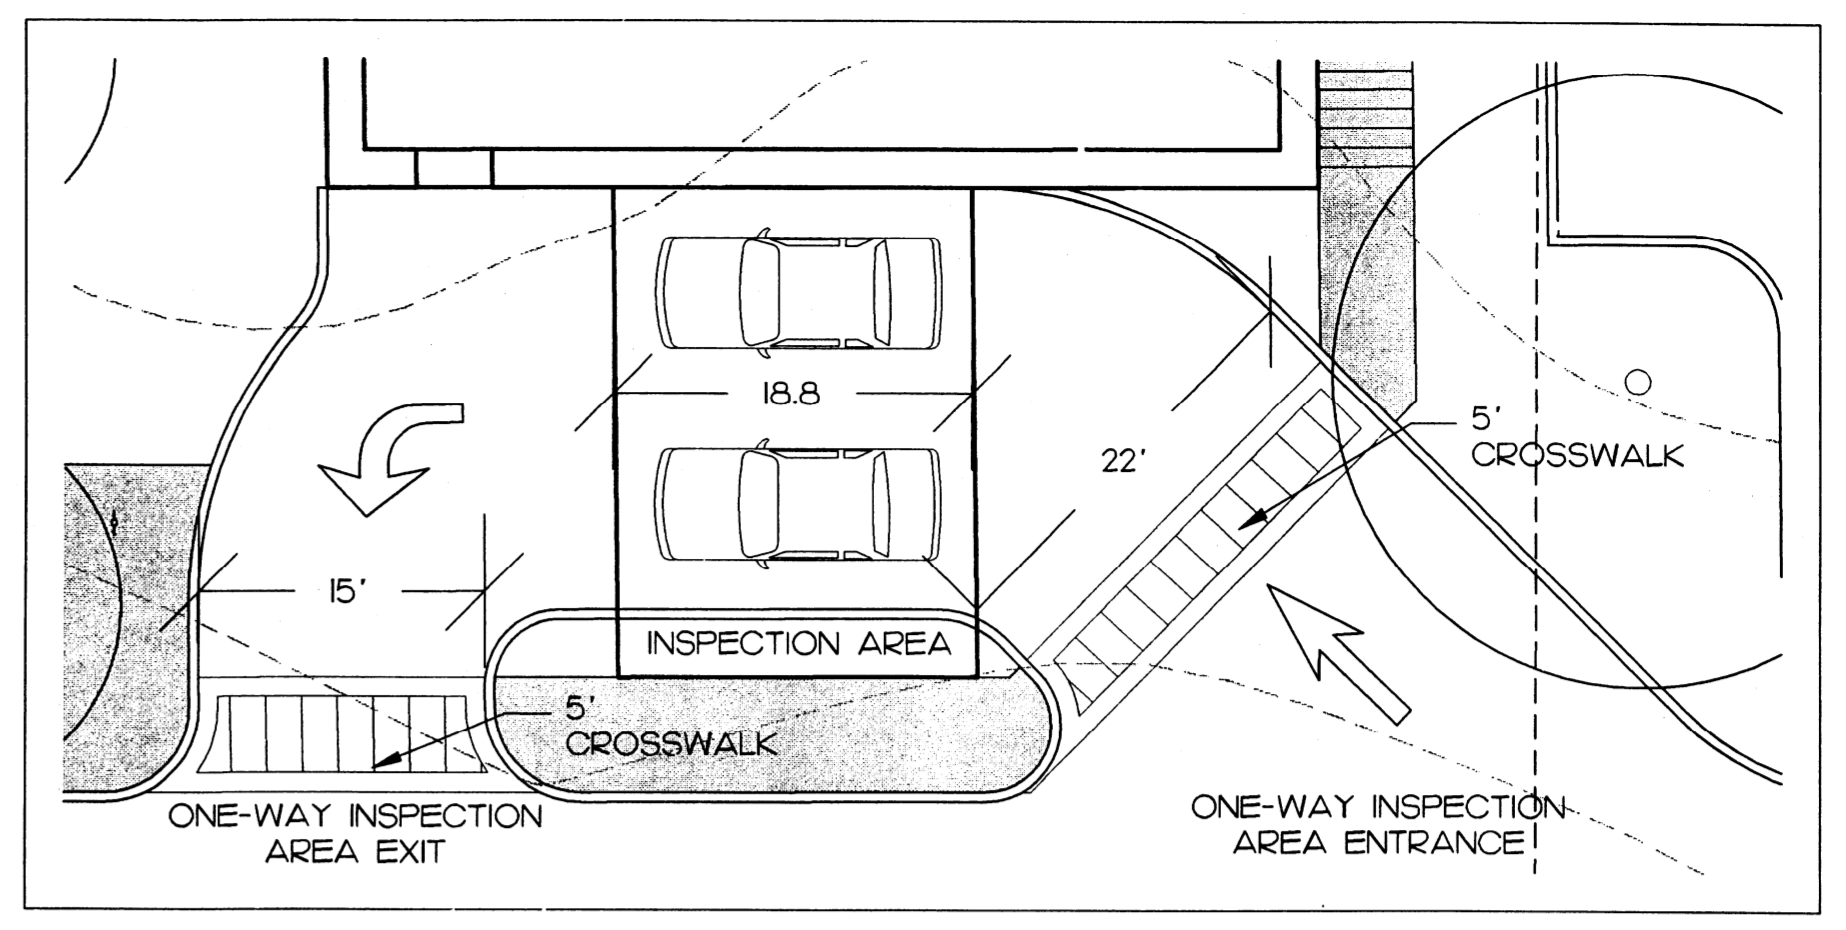 18.8
22'
5'
CROSSWALK
15'
INSPECTION AREA
5'
CROSSWALK
ONE-WAY INSPECTION
AREA EXIT
ONE-WAY INSPECTION
AREA ENTRANCE